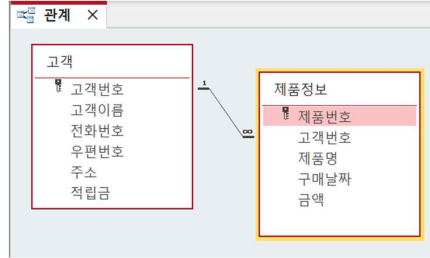 관계 ×
고객
고객번호
고객이름
전화번호
우편번호
주소
적립금
1
∞
제품정보
제품번호
고객번호
제품명
구매날짜
금액